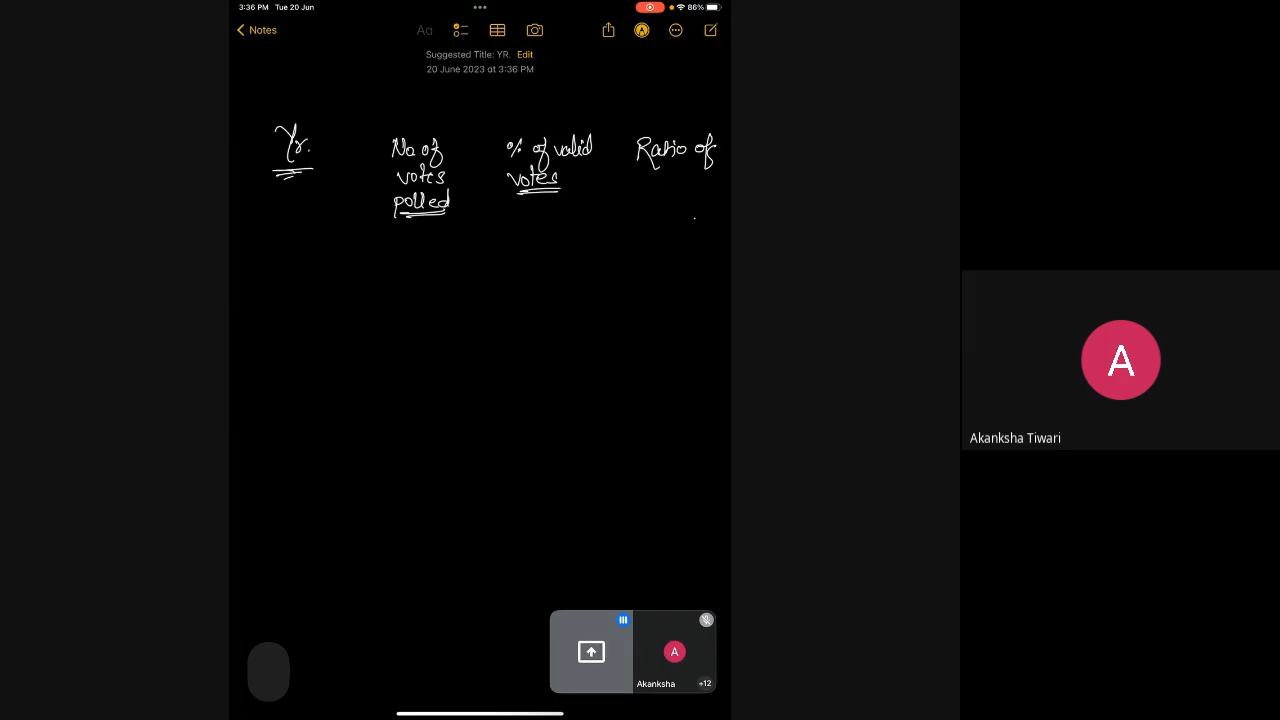 3:36 PM Tue 20 Jun
86%
Notes
Aa
Suggested Title: YR. Edit
20 June 2023 at 3:36 PM
Yr.
No of
votes
polled
% of valid
votes
Ratio of
A
Akanksha Tiwari
A
Akanksha
+12